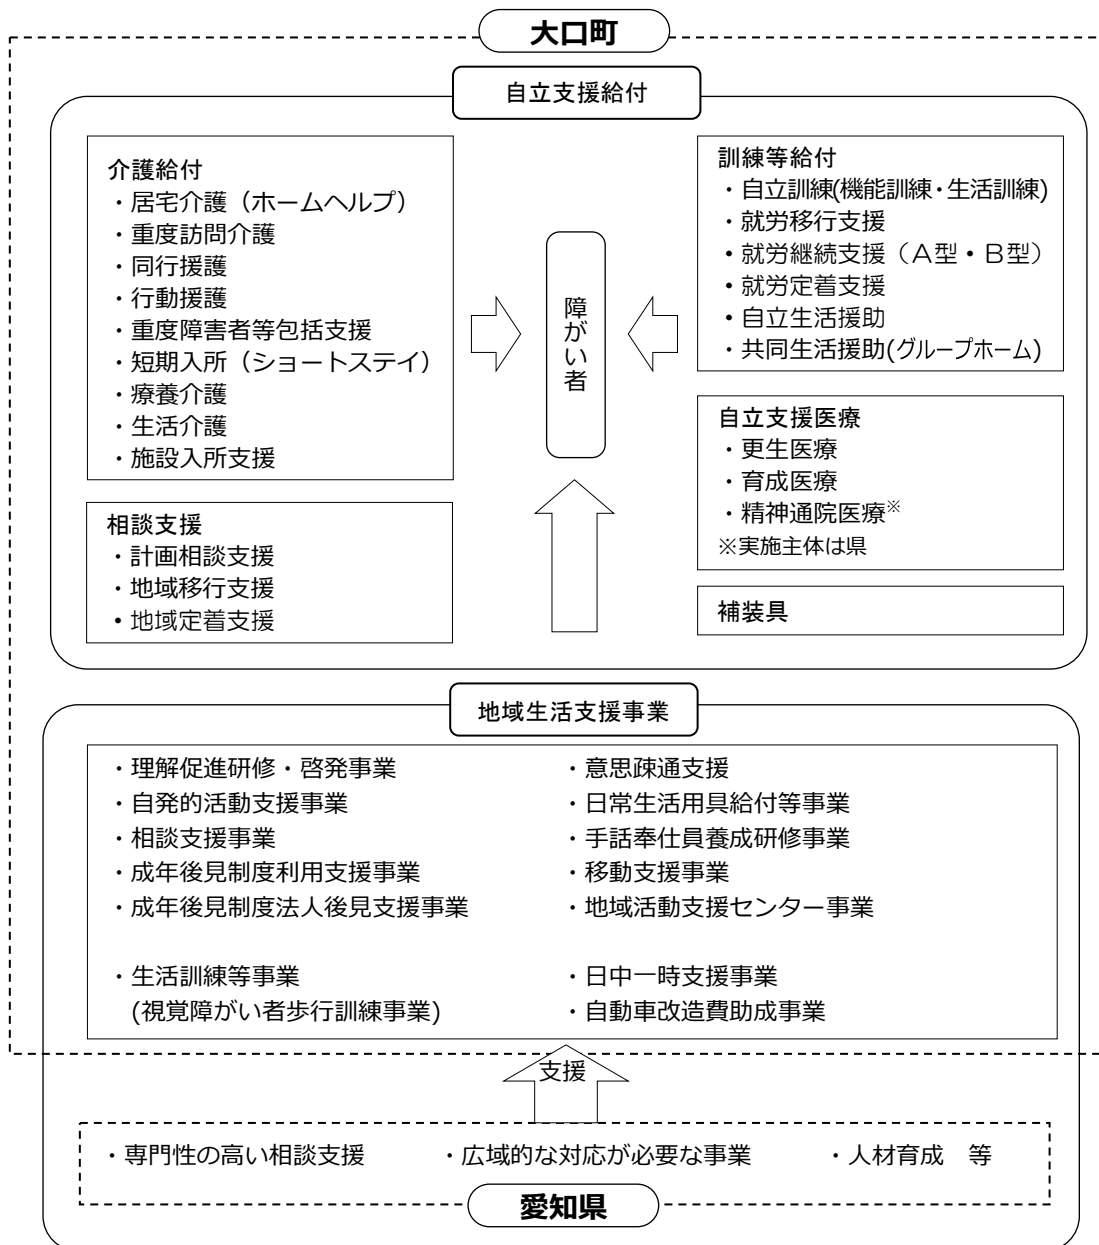 大口町
自立支援給付
介護給付
・居宅介護（ホームヘルプ）
・重度訪問介護
・同行援護
・行動援護
・重度障害者等包括支援
・短期入所（ショートステイ）
・療養介護
・生活介護
・施設入所支援
相談支援
・計画相談支援
・地域移行支援
・地域定着支援
障がい者
訓練等給付
・自立訓練(機能訓練・生活訓練)
・就労移行支援
・就労継続支援（Ａ型・Ｂ型）
・就労定着支援
・自立生活援助
・共同生活援助(グループホーム)
自立支援医療
・更生医療
・育成医療
・精神通院医療※
※実施主体は県
補装具
地域生活支援事業
・理解促進研修・啓発事業
・自発的活動支援事業
・相談支援事業
・成年後見制度利用支援事業
・成年後見制度法人後見支援事業
・生活訓練等事業
(視覚障がい者歩行訓練事業)
・意思疎通支援
・日常生活用具給付等事業
・手話奉仕員養成研修事業
・移動支援事業
・地域活動支援センター事業
・日中一時支援事業
・自動車改造費助成事業
支援
・専門性の高い相談支援　・広域的な対応が必要な事業　・人材育成　等
愛知県